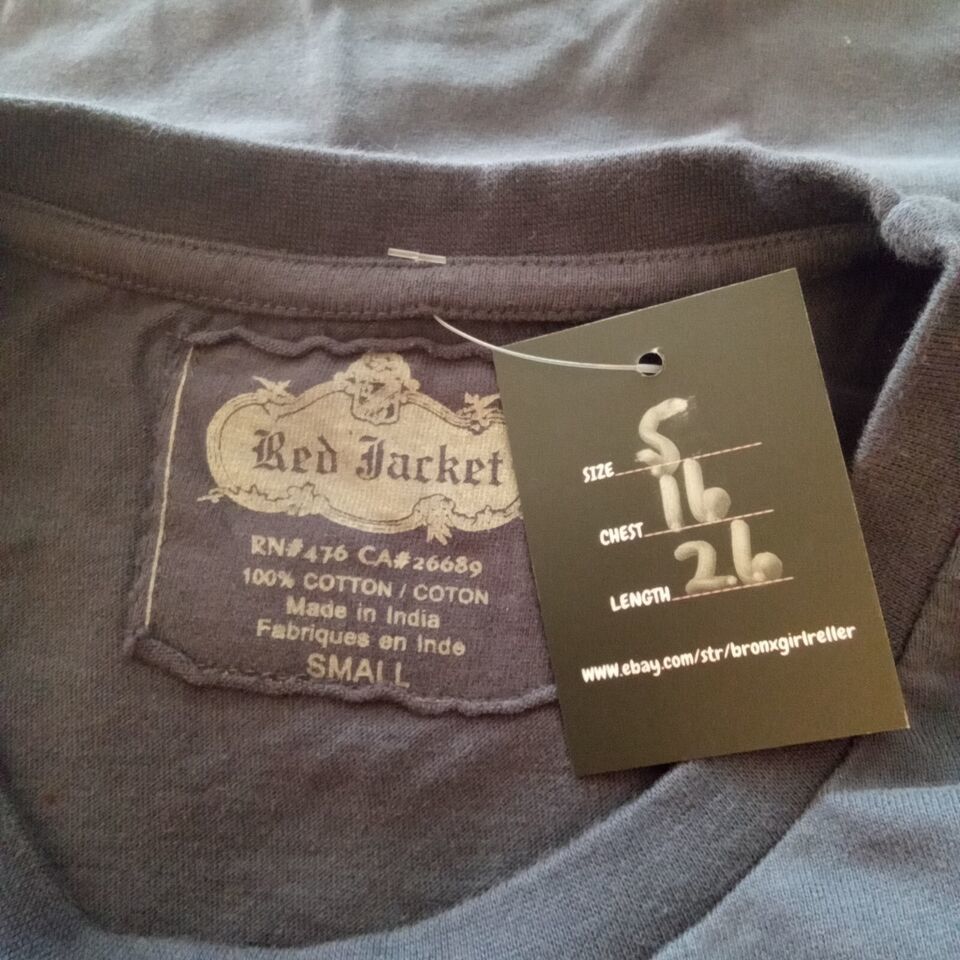 Red Jacket
RN#476 CA#26689
100% COTTON / COTON
Made in India
Fabriques en Inde
SMALL
SIZE S
CHEST 16
LENGTH 26
www.ebay.com/str/bronxgirlreller